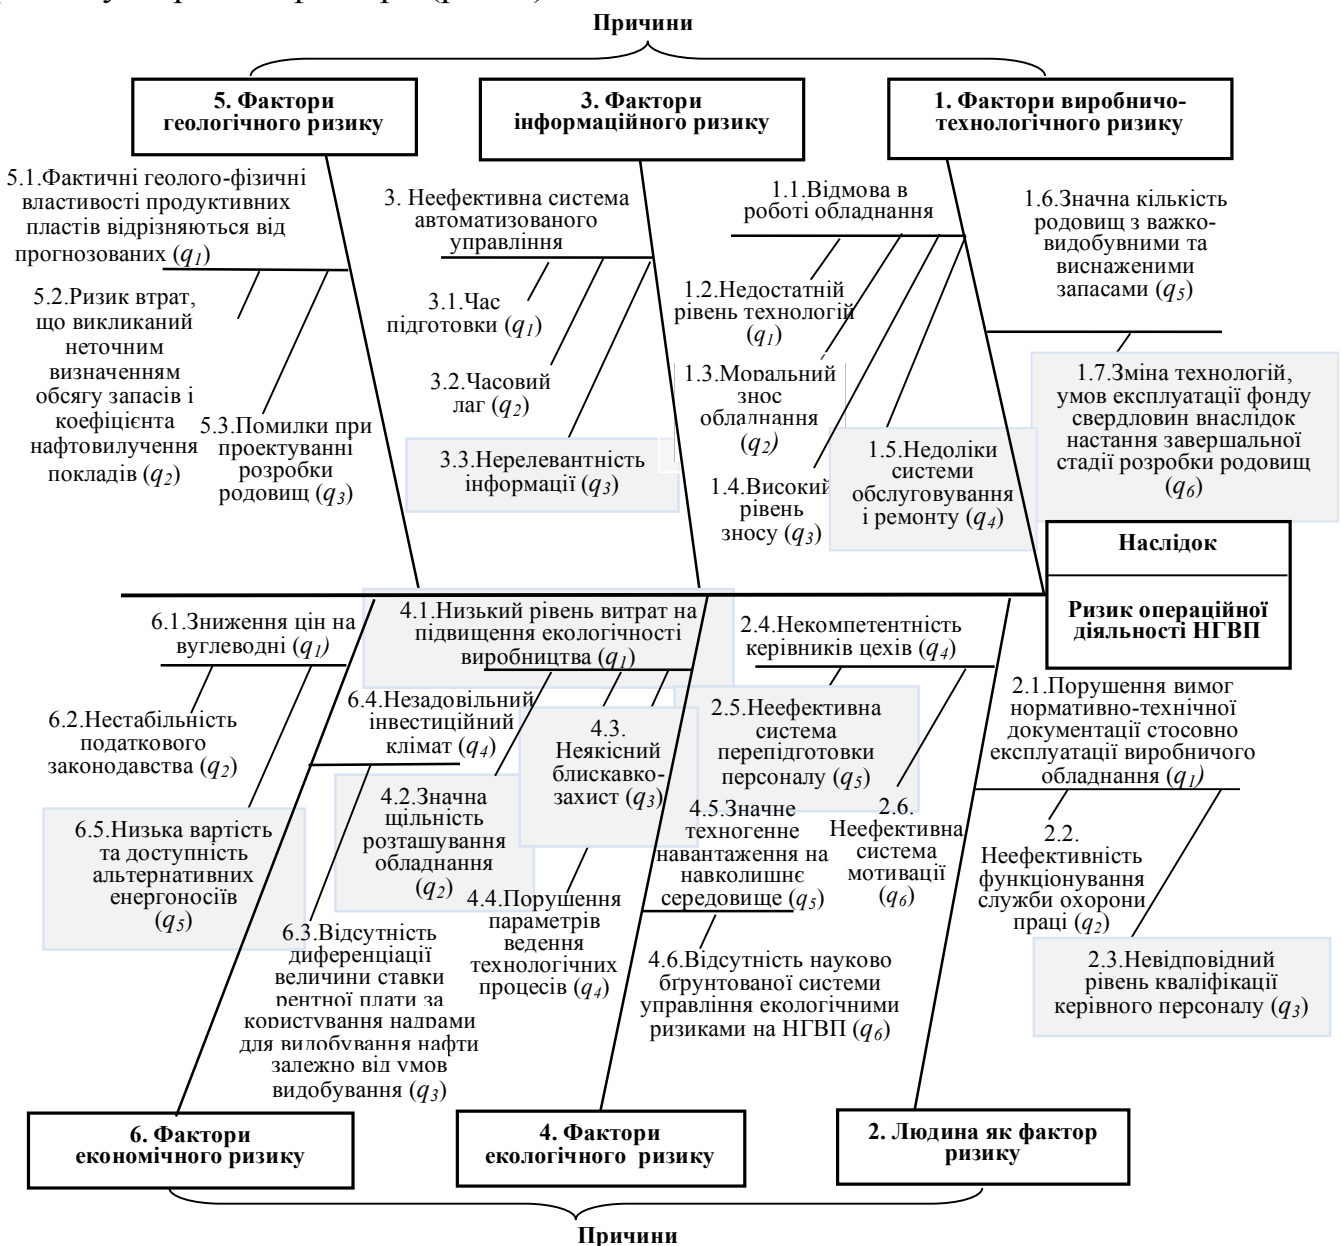 Причини
5. Фактори
геологічного ризику
3. Фактори
інформаційного ризику
1. Фактори виробничо-
технологічного ризику
5.1.Фактичні геолого-фізичні
властивості продуктивних
пластів відрізняються від
прогнозованих (q1)
5.2.Ризик втрат,
що викликаний
неточним
визначенням
обсягу запасів і
коефіцієнта
нафтовилучення
покладів (q2)
5.3.Помилки при
проектуванні
розробки
родовищ (q3)
3. Неефективна система
автоматизованого
управління
3.1. Час
підготовки (q1)
3.2.Часовий
лаг (q2)
3.3.Нерелевантність
інформації (q3)
1.1.Відмова в
роботі обладнання
1.2.Недостатній
рівень технологій
(q1)
1.3.Моральний
знос
обладнання
(q2)
1.4.Високий
рівень
зносу (q3)
1.5.Недоліки
системи
обслуговування
і ремонту (q4)
1.6.Значна кількість
родовищ з важко-
видобувними та
виснаженими
запасами (q5)
1.7.Зміна технологій,
умов експлуатації фонду
свердловин внаслідок
настання завершальної
стадії розробки родовищ
(q6)
Наслідок
Ризик операційної
діяльності НГВП
6.1.Зниження цін на
вуглеводні (q1)
6.2.Нестабільність
податкового
законодавства (q2)
6.5.Низька вартість
та доступність
альтернативних
енергоносіїв
(q5)
6.4.Незадовільний
інвестиційний
клімат (q4)
6.3.Відсутність
диференціації
величини ставки
рентної плати за
користування надрами
для видобування нафти
залежно від умов
видобування (q3)
4.1.Низький рівень витрат на
підвищення екологічності
виробництва (q1)
4.2.Значна
щільність
розташування
обладнання
(q2)
4.3.
Неякісний
блискавко-
захист (q3)
4.4.Порушення
параметрів
ведення
технологічних
процесів (q4)
4.5.Значне
техногенне
навантаження на
навколишнє
середовище (q5)
4.6.Відсутність науково
бґрунтованої системи
управління екологічними
ризиками на НГВП (q6)
2.4.Некомпетентність
керівників цехів (q4)
2.5.Неефективна
система
перепідготовки
персоналу (q5)
2.6.
Неефективна
система
мотивації
(q6)
2.1.Порушення вимог
нормативно-технічної
документації стосовно
експлуатації виробничого
обладнання (q1)
2.2.
Неефективність
функціонування
служби охорони
праці (q2)
2.3.Невідповідний
рівень кваліфікації
керівного персоналу (q3)
6. Фактори
економічного ризику
4. Фактори
екологічного ризику
2. Людина як фактор
ризику
Причини